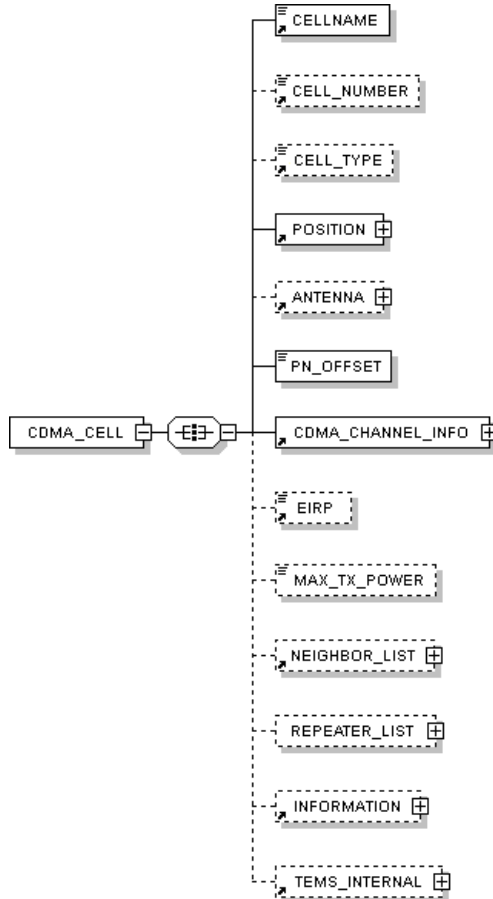 CELLNAME
CELL_NUMBER
CELL_TYPE
POSITION
ANTENNA
PN_OFFSET
CDMA_CELL
CDMA_CHANNEL_INFO
EIRP
MAX_TX_POWER
NEIGHBOR_LIST
REPEATER_LIST
INFORMATION
TEMS_INTERNAL